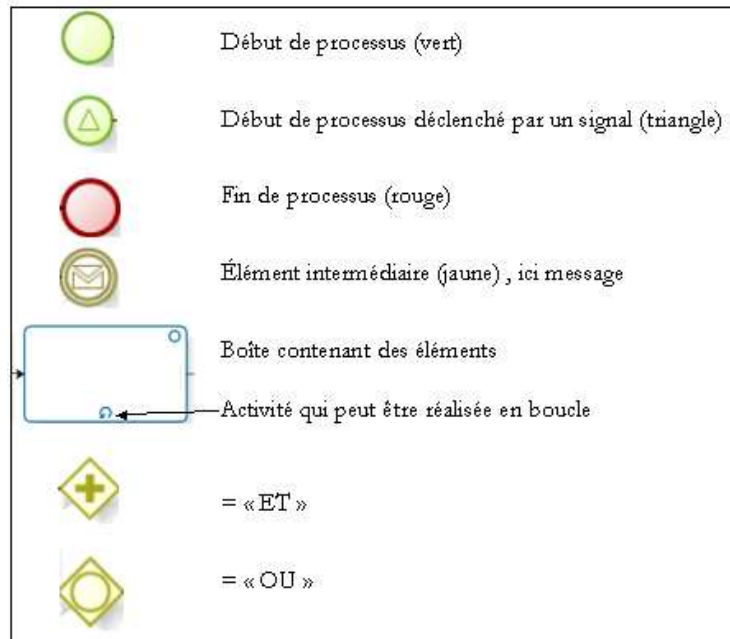 Début de processus (vert)
Début de processus déclenché par un signal (triangle)
Fin de processus (rouge)
Élément intermédiaire (jaune) , ici message
Boîte contenant des éléments
Activité qui peut être réalisée en boucle
= « ET »
= « OU »